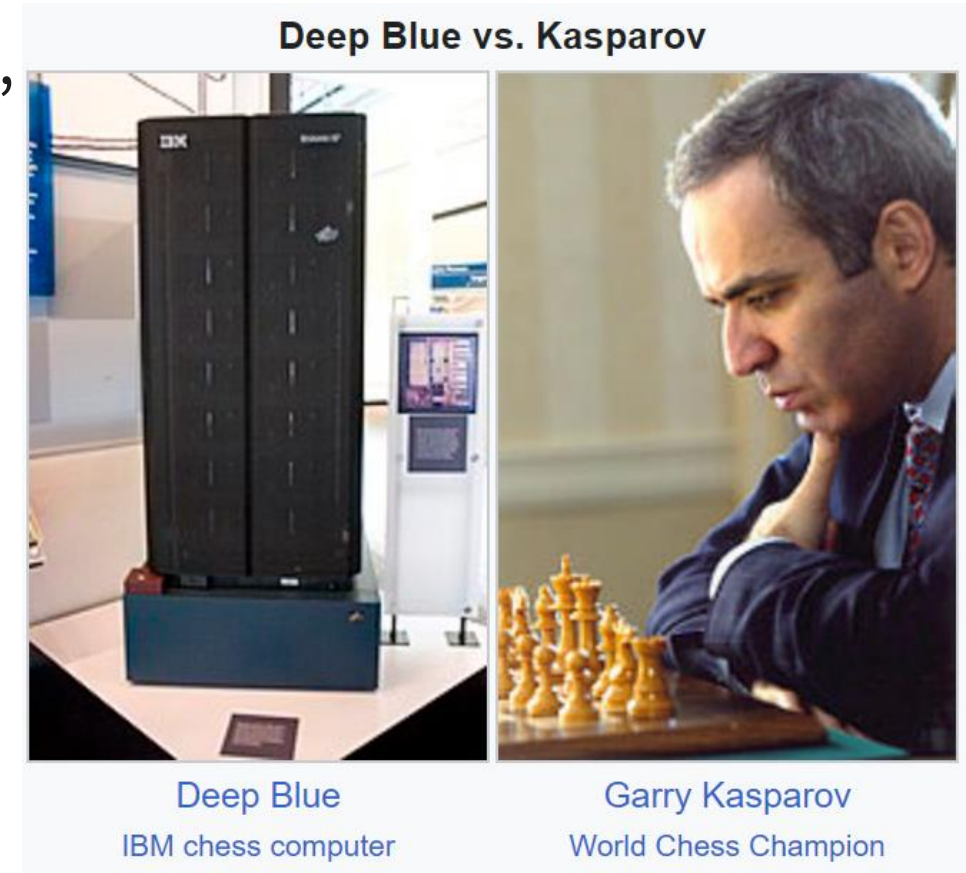 Deep Blue vs. Kasparov
,
IBM
Deep Blue
Garry Kasparov
IBM chess computer
World Chess Champion